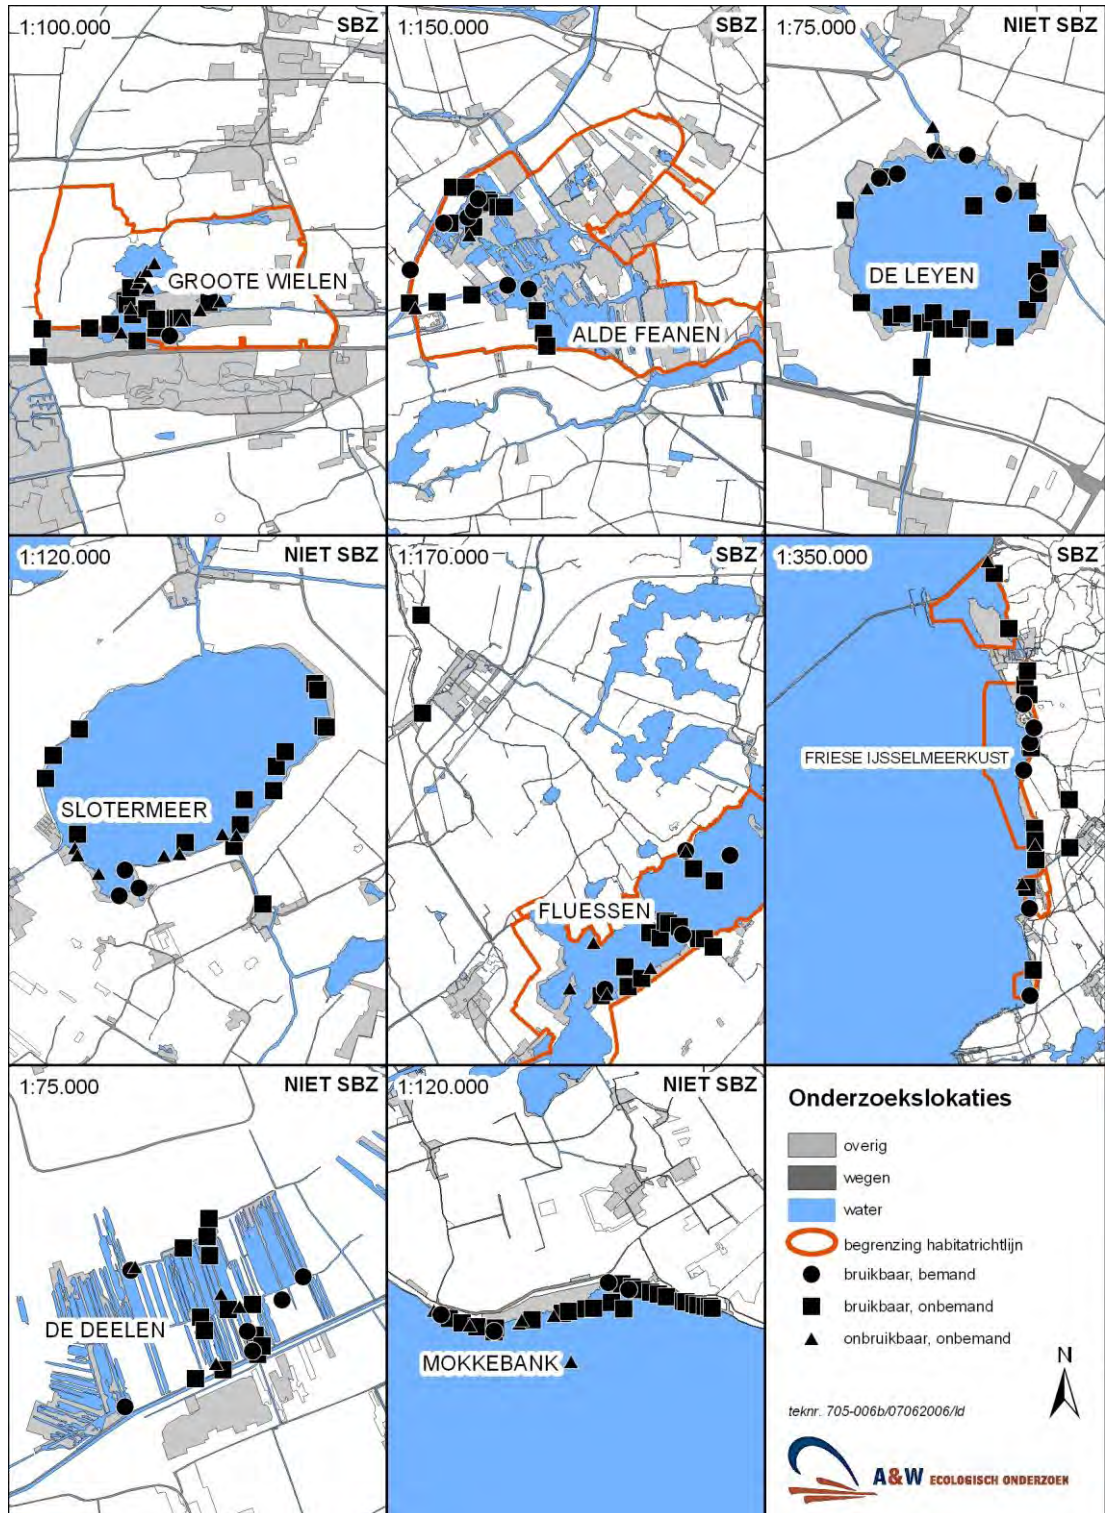 1:100.000 SBZ
GROOTE WIELEN
1:150.000 SBZ
ALDE FEANEN
1:75.000 NIET SBZ
DE LEYEN
1:120.000 NIET SBZ
SLOTERMEER
1:170.000 SBZ
FLUESSEN
1:350.000 SBZ
FRIESE IJSSELMEERKUST
1:75.000 NIET SBZ
DE DEELEN
1:120.000 NIET SBZ
MOKKEBANK
Onderzoekslokaties
overig
wegen
water
begrenzing habitatrichtlijn
bruikbaar, bemand
bruikbaar, onbemand
onbruikbaar, onbemand
N
teknr. 705-006b/07062006/ld
A&W ECOLOGISCH ONDERZOEK